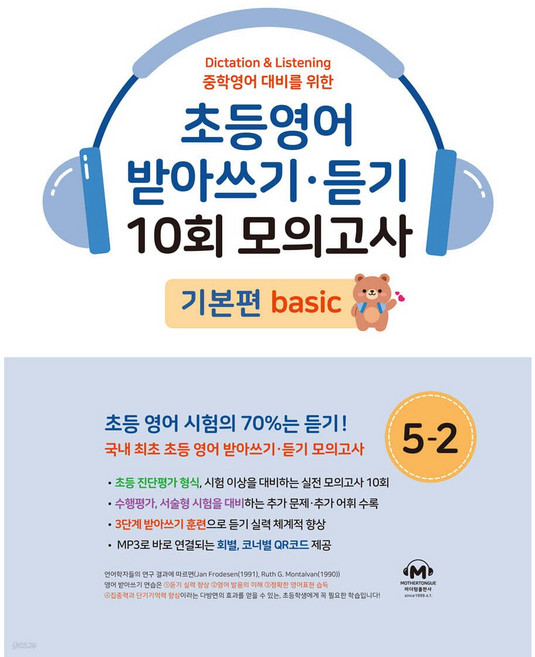 Dictation & Listening
중학영어 대비를 위한
초등영어
받아쓰기·듣기
10회 모의고사
기본편 basic
초등 영어 시험의 70%는 듣기!
국내 최초 초등 영어 받아쓰기·듣기 모의고사
5-2
• 초등 진단평가 형식, 시험 이상을 대비하는 실전 모의고사 10회
• 수행평가, 서술형 시험을 대비하는 추가 문제·추가 어휘 수록
• 3단계 받아쓰기 훈련으로 듣기 실력 체계적 향상
• MP3로 바로 연결되는 회별, 코너별 QR코드 제공
언어학자들의 연구 결과에 따르면(Jan Frodesen(1991), Ruth G. Montalvan(1990))
영어 받아쓰기 연습은 ①듣기 실력 향상 ②영어 발음의 이해 ③정확한 영어표현 습득
④집중력과 단기기억력 향상이라는 다방면의 효과를 얻을 수 있는, 초등학생에게 꼭 필요한 학습입니다!
MOTHERTONGUE
마더텅출판사
since1999.4.1.